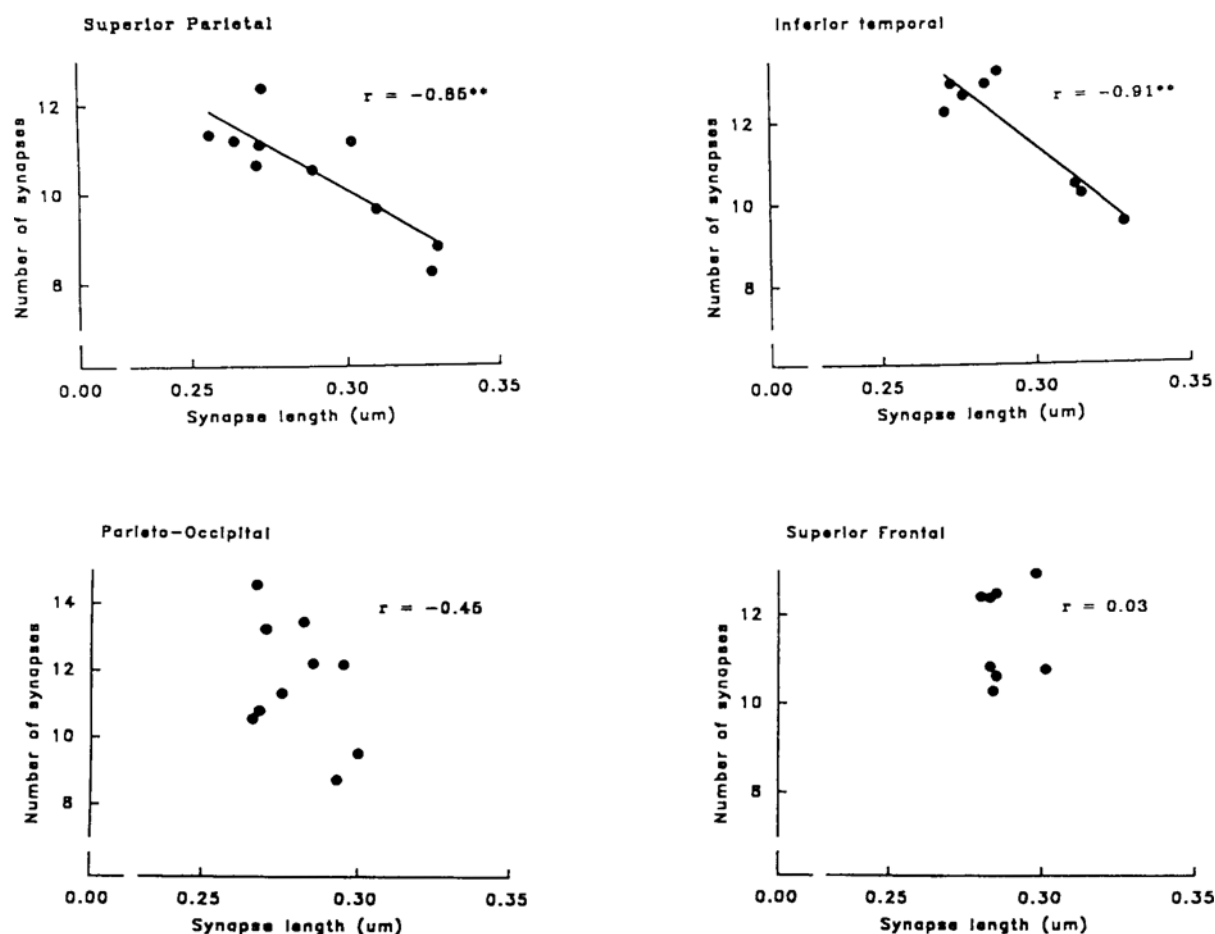 Superior Parietal
r = -0.85**
12
10
8
Number of synapses
0.00 0.25 0.30 0.35
Synapse length (um)
Inferior temporal
r = -0.91**
12
10
8
Number of synapses
0.00 0.25 0.30 0.35
Synapse length (um)
Parieto-Occipital
r = -0.45
14
12
10
8
Number of synapses
0.00 0.25 0.30 0.35
Synapse length (um)
Superior Frontal
r = 0.03
12
10
8
Number of synapses
0.00 0.25 0.30 0.35
Synapse length (um)